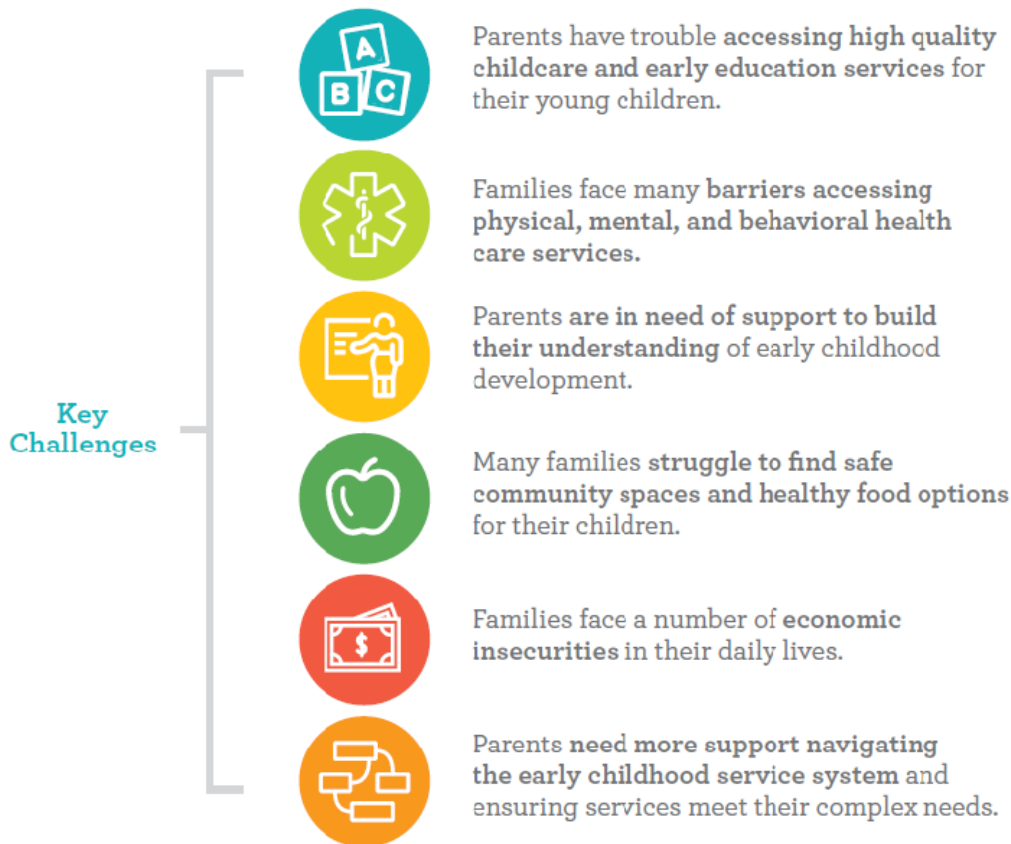 A
B C
Parents have trouble accessing high quality
childcare and early education services for
their young children.
Families face many barriers accessing
physical, mental, and behavioral health
care services.
Parents are in need of support to build
their understanding of early childhood
development.
Key
Challenges
Many families struggle to find safe
community spaces and healthy food options
for their children.
$
Families face a number of economic
insecurities in their daily lives.
Parents need more support navigating
the early childhood service system and
ensuring services meet their complex needs.